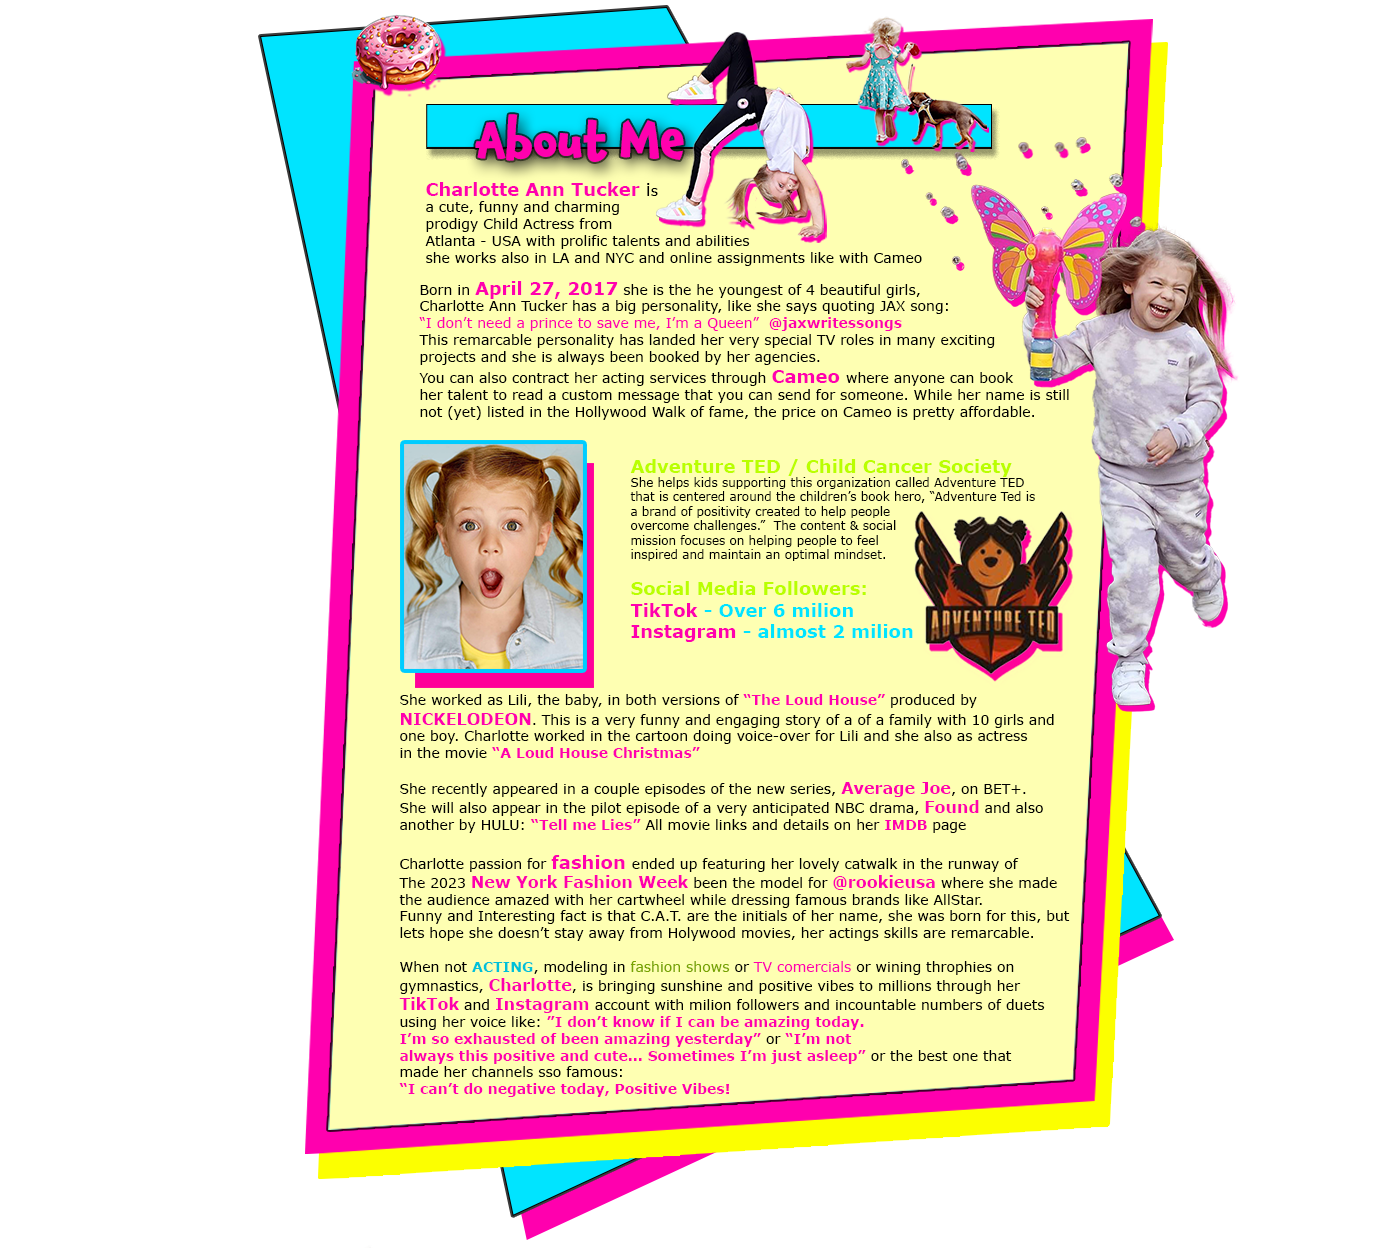 About Me
Charlotte Ann Tucker is
a cute, funny and charming
prodigy Child Actress from
Atlanta - USA with prolific talents and abilities
she works also in LA and NYC and online assignments like with Cameo
Born in April 27, 2017 she is the he youngest of 4 beautiful girls,
Charlotte Ann Tucker has a big personality, like she says quoting JAX song:
“I don’t need a prince to save me, I’m a Queen”  @jaxwritessongs
This remarcable personality has landed her very special TV roles in many exciting
projects and she is always been booked by her agencies.
You can also contract her acting services through Cameo where anyone can book
her talent to read a custom message that you can send for someone. While her name is still
not (yet) listed in the Hollywood Walk of fame, the price on Cameo is pretty affordable.
Adventure TED / Child Cancer Society
She helps kids supporting this organization called Adventure TED
that is centered around the children’s book hero, “Adventure Ted is
a brand of positivity created to help people
overcome challenges.”  The content & social
mission focuses on helping people to feel
inspired and maintain an optimal mindset.
ADVENTURE TED
Social Media Followers:
TikTok - Over 6 milion
Instagram - almost 2 milion
She worked as Lili, the baby, in both versions of “The Loud House” produced by
NICKELODEON. This is a very funny and engaging story of a of a family with 10 girls and
one boy. Charlotte worked in the cartoon doing voice-over for Lili and she also as actress
in the movie “A Loud House Christmas”
She recently appeared in a couple episodes of the new series, Average Joe, on BET+.
She will also appear in the pilot episode of a very anticipated NBC drama, Found and also
another by HULU: “Tell me Lies” All movie links and details on her IMDB page
Charlotte passion for fashion ended up featuring her lovely catwalk in the runway of
The 2023 New York Fashion Week been the model for @rookieusa where she made
the audience amazed with her cartwheel while dressing famous brands like AllStar.
Funny and Interesting fact is that C.A.T. are the initials of her name, she was born for this, but
lets hope she doesn’t stay away from Holywood movies, her actings skills are remarcable.
When not ACTING, modeling in fashion shows or TV comercials or wining throphies on
gymnastics, Charlotte, is bringing sunshine and positive vibes to millions through her
TikTok and Instagram account with milion followers and incountable numbers of duets
using her voice like: ”I don’t know if I can be amazing today.
I’m so exhausted of been amazing yesterday” or “I’m not
always this positive and cute... Sometimes I’m just asleep” or the best one that
made her channels sso famous:
“I can’t do negative today, Positive Vibes!